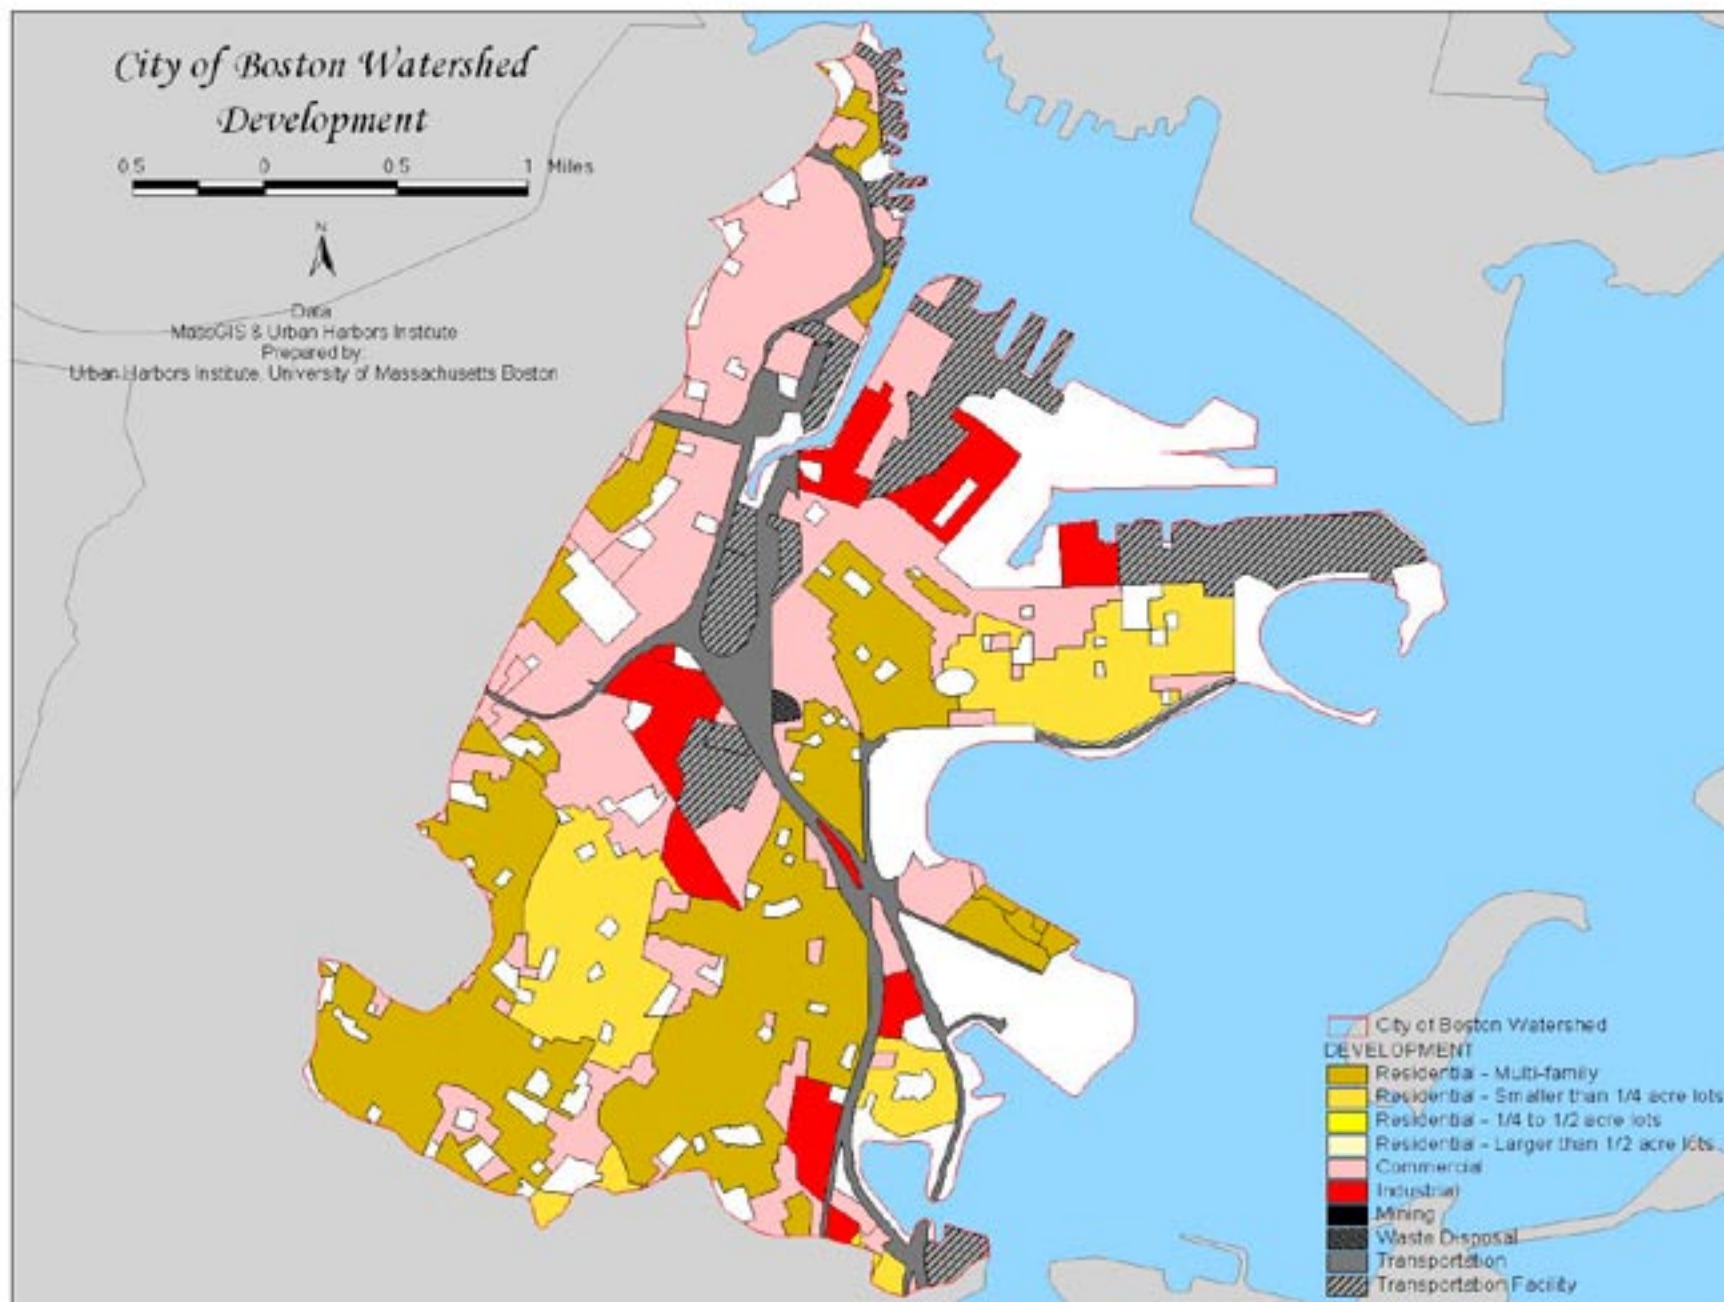 City of Boston Watershed
Development
0.5 0 0.5 1 Miles
N
Data
MassGIS & Urban Harbors Institute
Prepared by:
Urban Harbors Institute, University of Massachusetts Boston
City of Boston Watershed
DEVELOPMENT
Residential - Multi-family
Residential - Smaller than 1/4 acre lots
Residential - 1/4 to 1/2 acre lots
Residential - Larger than 1/2 acre lots
Commercial
Industrial
Mining
Waste Disposal
Transportation
Transportation Facility